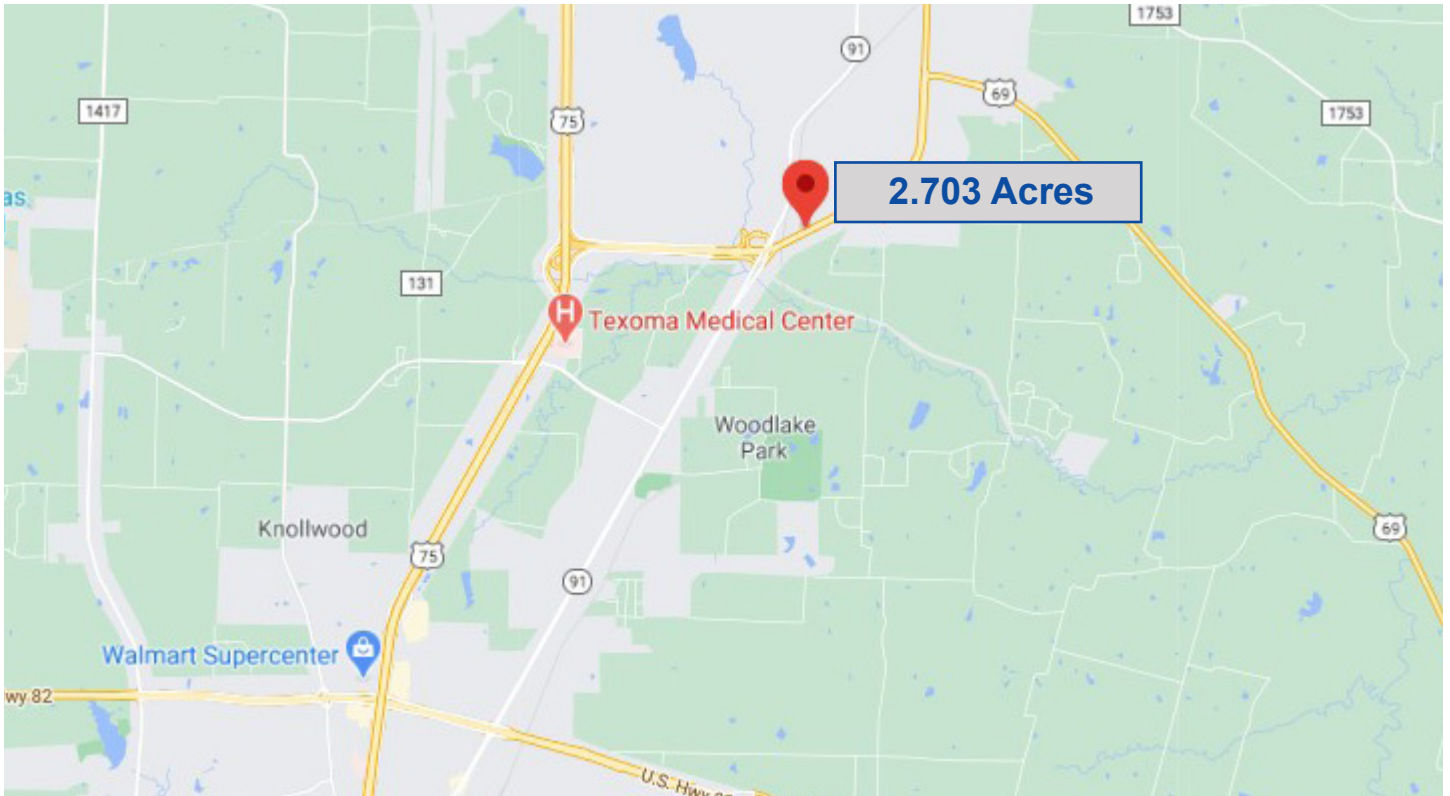 1753
91
69
1417
75
1753
2.703 Acres
as
131
H
Texoma Medical Center
Woodlake
Park
Knollwood
75
69
91
Walmart Supercenter
wy 82
U.S. Hwy